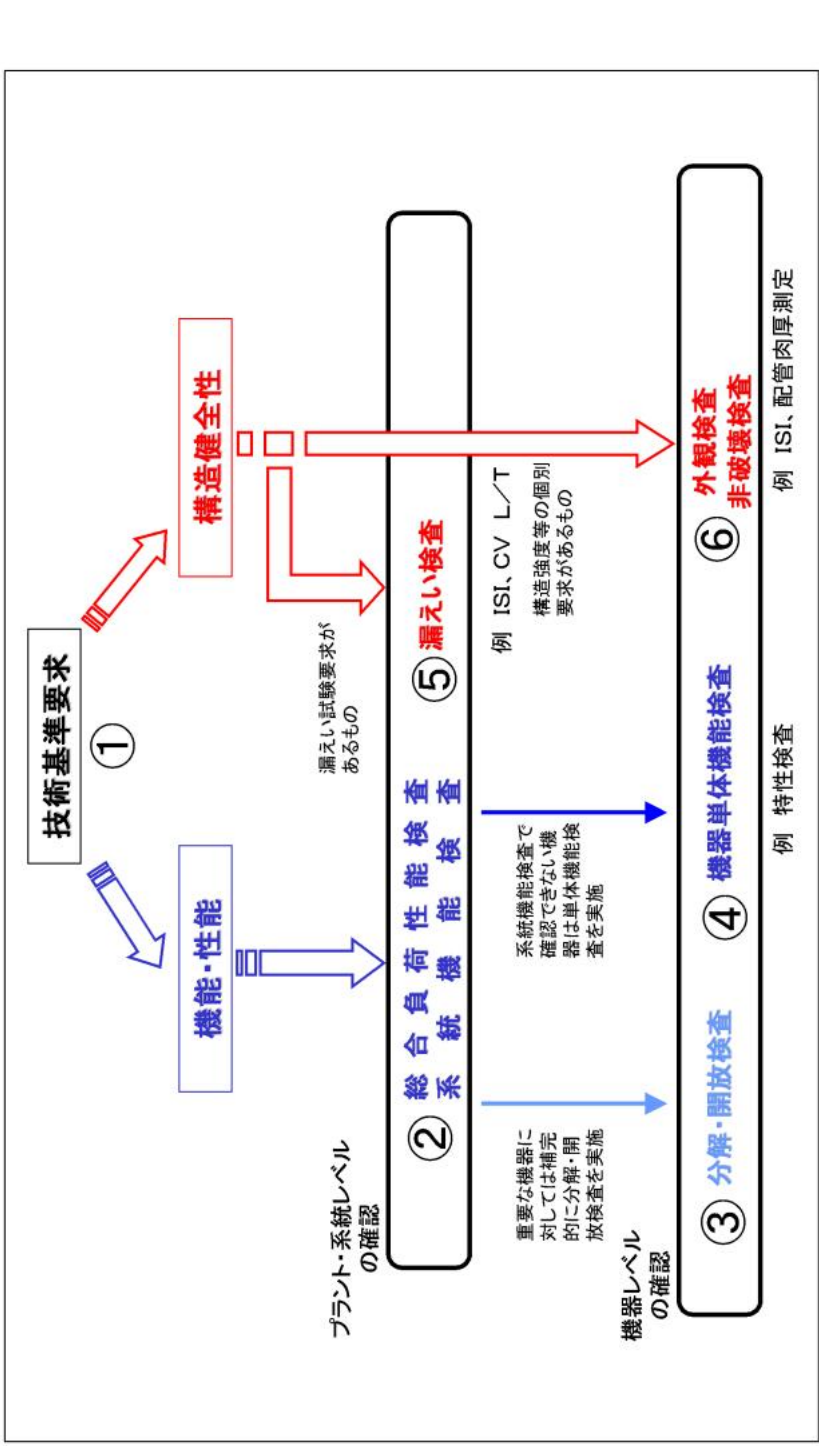 技術基準要求
①
機能・性能
構造健全性
プラント・系統レベル
の確認
漏えい試験要求が
あるもの
② 総合負荷性能検査
系統機能検査
⑤ 漏えい検査
例 ISI、CV L/T
重要な機器に
対しては補完
的に分解・開
放検査を実施
系統機能検査で
確認できない機
器は単体機能検
査を実施
構造強度等の個別
要求があるもの
機器レベル
の確認
③ 分解・開放検査
④ 機器単体機能検査
⑥ 外観検査
非破壊検査
例 特性検査
例 ISI、配管肉厚測定